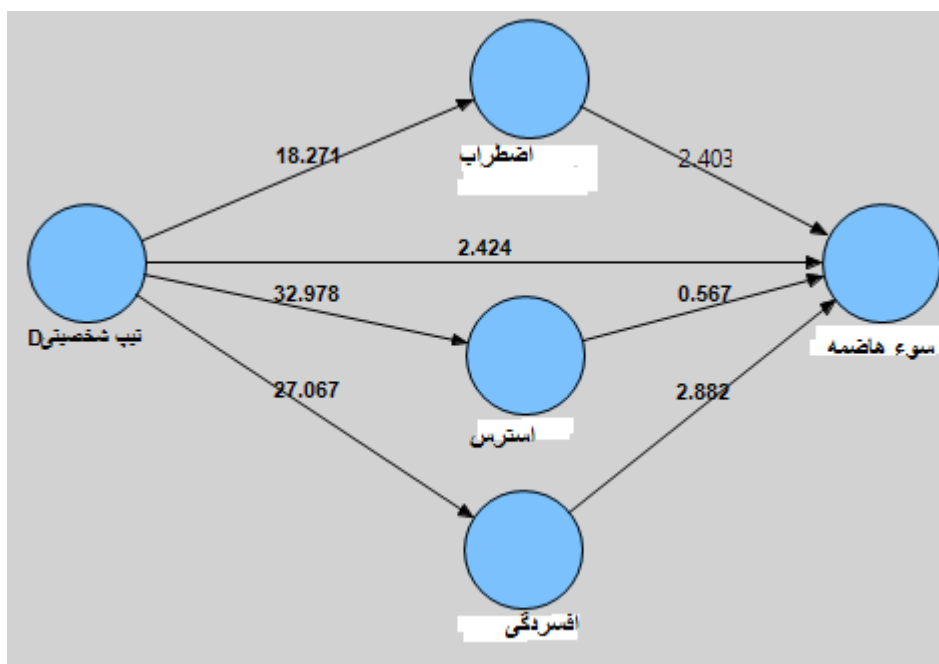 18.271
اضطراب
2.403
2.424
32.978
0.567
تیپ شخصیتیD
سوء هاضمه
27.067
2.882
استرس
افسردگی